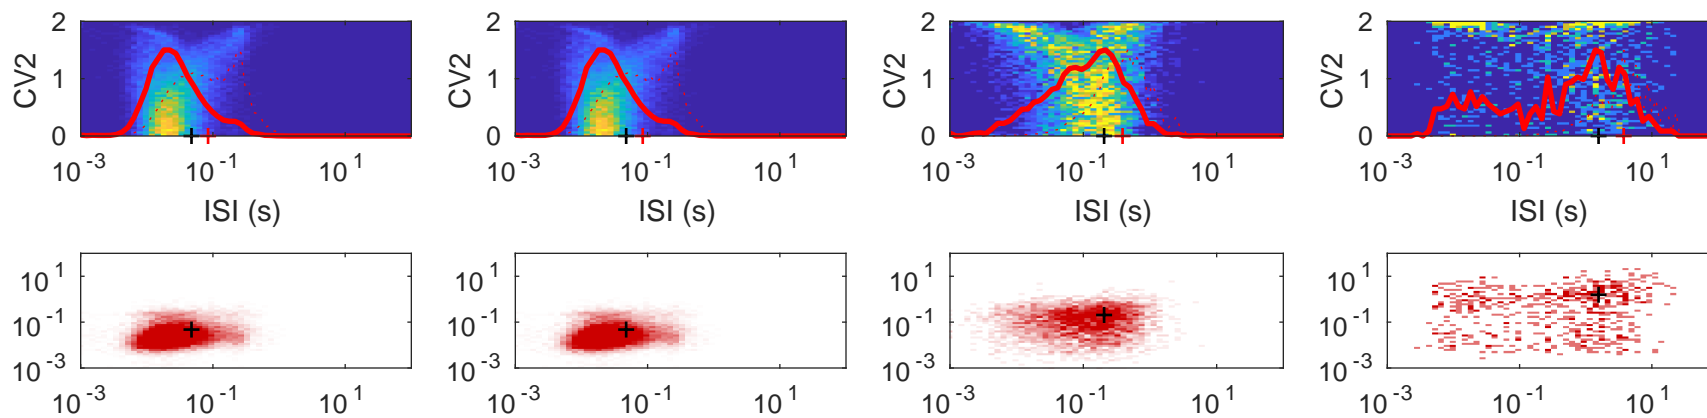 2 2 2 2
CV2 CV2 CV2 CV2
1 1 1 1
0 0 0 0
10^-3 10^-1 10^1 10^-3 10^-1 10^1 10^-3 10^-1 10^1 10^-3 10^-1 10^1
ISI (s) ISI (s) ISI (s) ISI (s)
10^1 10^1 10^1 10^1
10^-1 10^-1 10^-1 10^-1
10^-3 10^-3 10^-3 10^-3
10^-3 10^-1 10^1 10^-3 10^-1 10^1 10^-3 10^-1 10^1 10^-3 10^-1 10^1